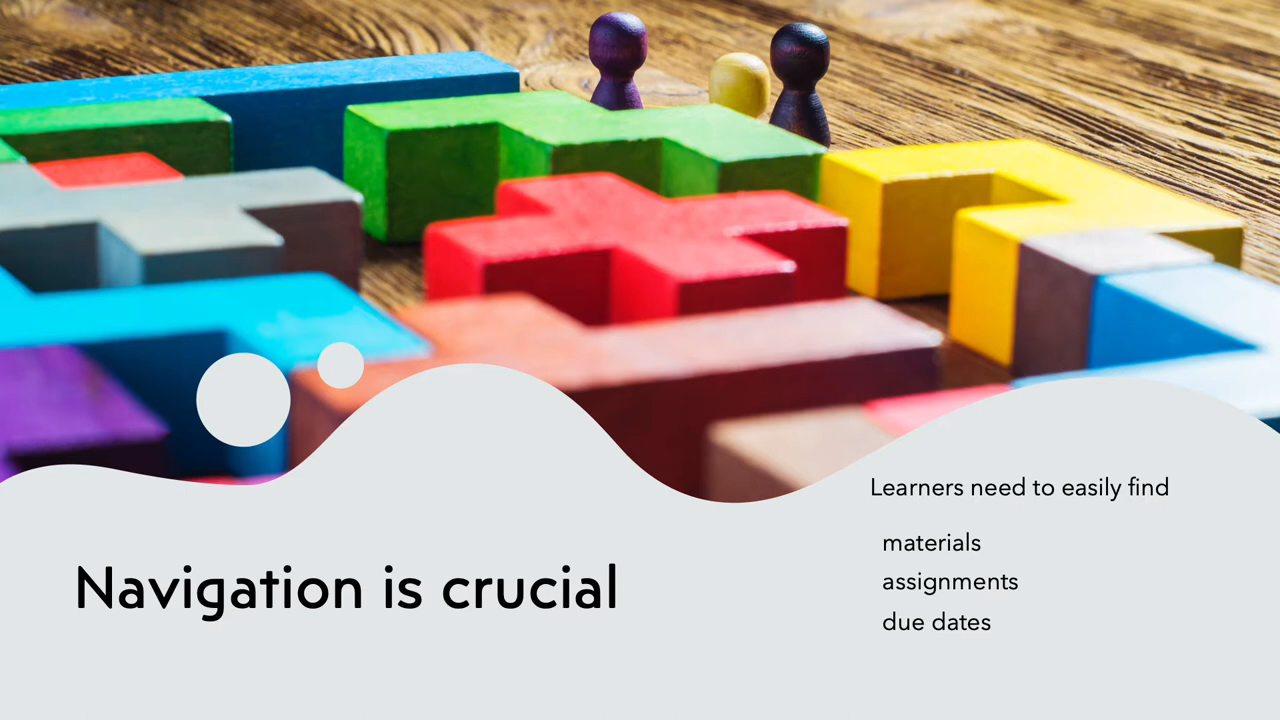 Navigation is crucial
Learners need to easily find
materials
assignments
due dates